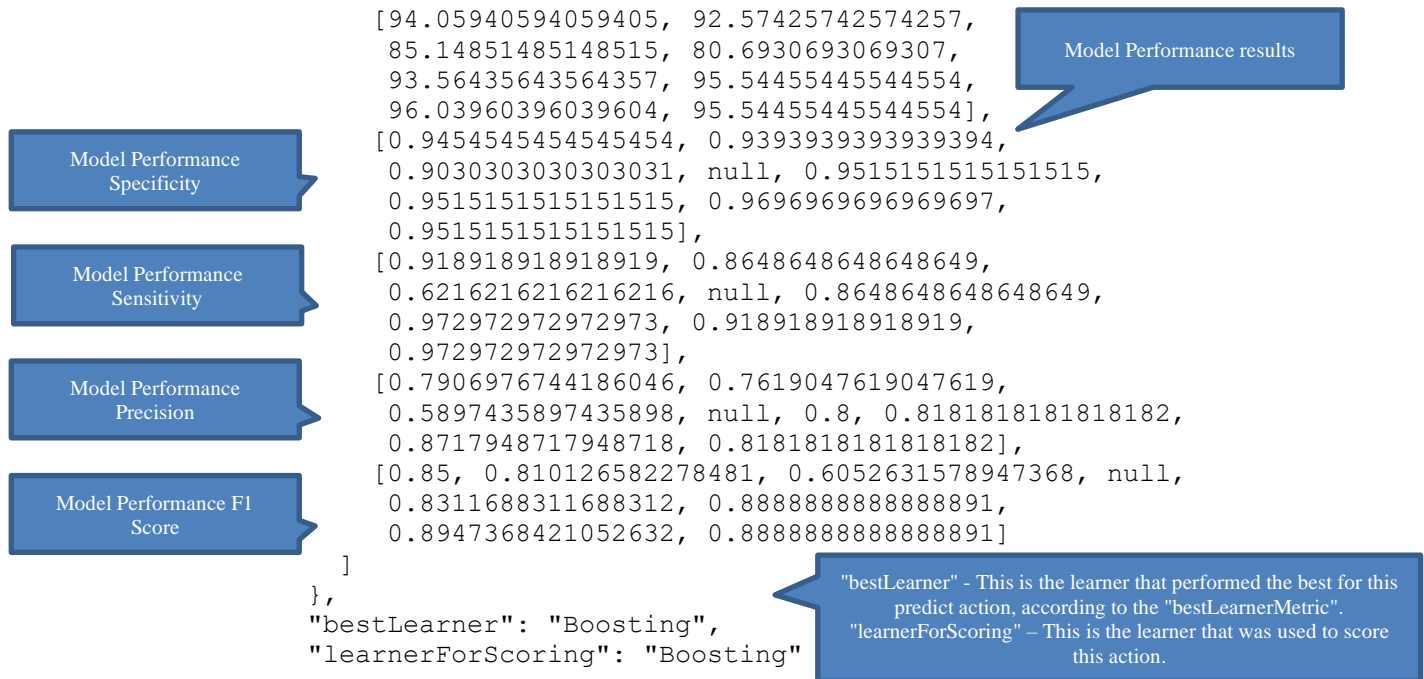 [94.05940594059405, 92.57425742574257,
85.14851485148515, 80.6930693069307,
93.56435643564357, 95.54455445544554,
96.03960396039604, 95.54455445544554],
Model Performance results
[0.9454545454545454, 0.9393939393939394,
0.9030303030303031, null, 0.9515151515151515,
0.9515151515151515, 0.9696969696969697,
0.9515151515151515],
Model Performance
Specificity
[0.918918918918919, 0.8648648648648649,
0.6216216216216216, null, 0.8648648648648649,
0.972972972972973, 0.918918918918919,
0.972972972972973],
Model Performance
Sensitivity
[0.7906976744186046, 0.7619047619047619,
0.5897435897435898, null, 0.8, 0.8181818181818182,
0.8717948717948718, 0.8181818181818182],
Model Performance
Precision
[0.85, 0.810126582278481, 0.6052631578947368, null,
0.8311688311688312, 0.8888888888888891,
0.8947368421052632, 0.8888888888888891]
Model Performance F1
Score
]
},
"bestLearner": "Boosting",
"learnerForScoring": "Boosting"
"bestLearner" - This is the learner that performed the best for this
predict action, according to the "bestLearnerMetric".
"learnerForScoring" – This is the learner that was used to score
this action.